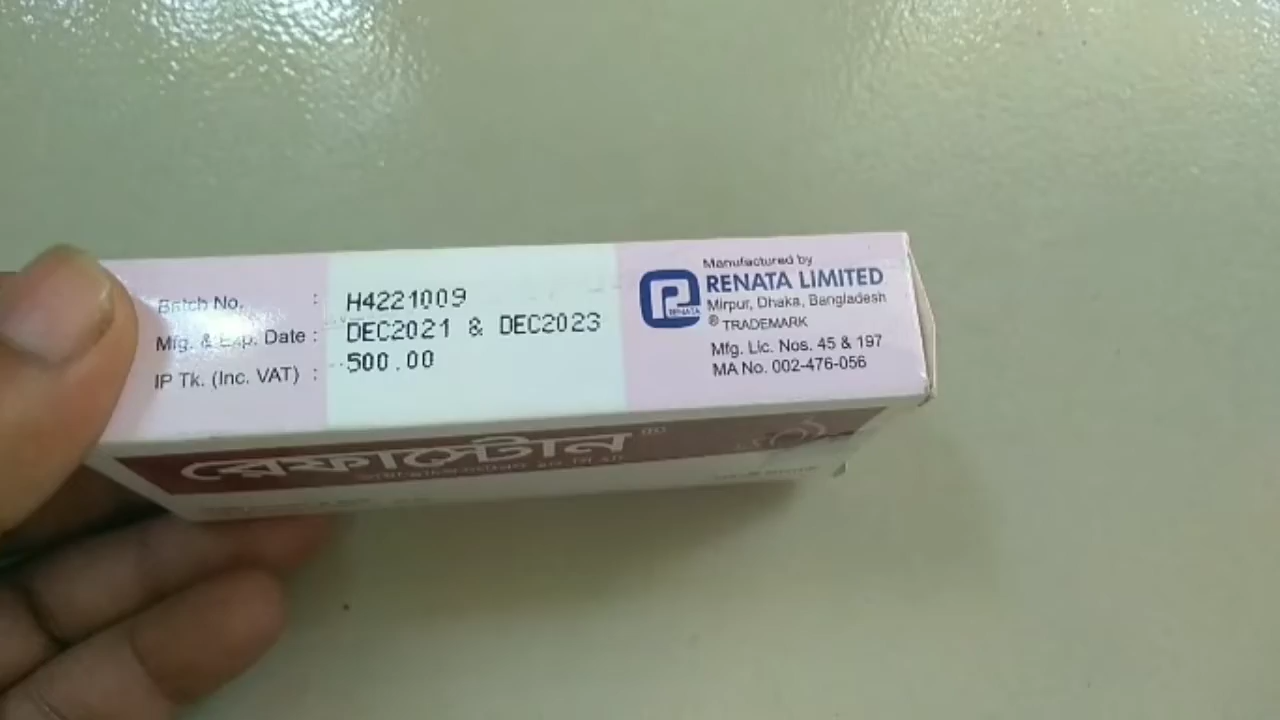 Batch No. : H4221009
Mfg. & Exp. Date : DEC2021 & DEC2023
IP Tk. (Inc. VAT) : 500.00
Manufactured by
RENATA LIMITED
RENATA
Mirpur, Dhaka, Bangladesh
® TRADEMARK
Mfg. Lic. Nos. 45 & 197
MA No. 002-476-056
রেফাস্টোন